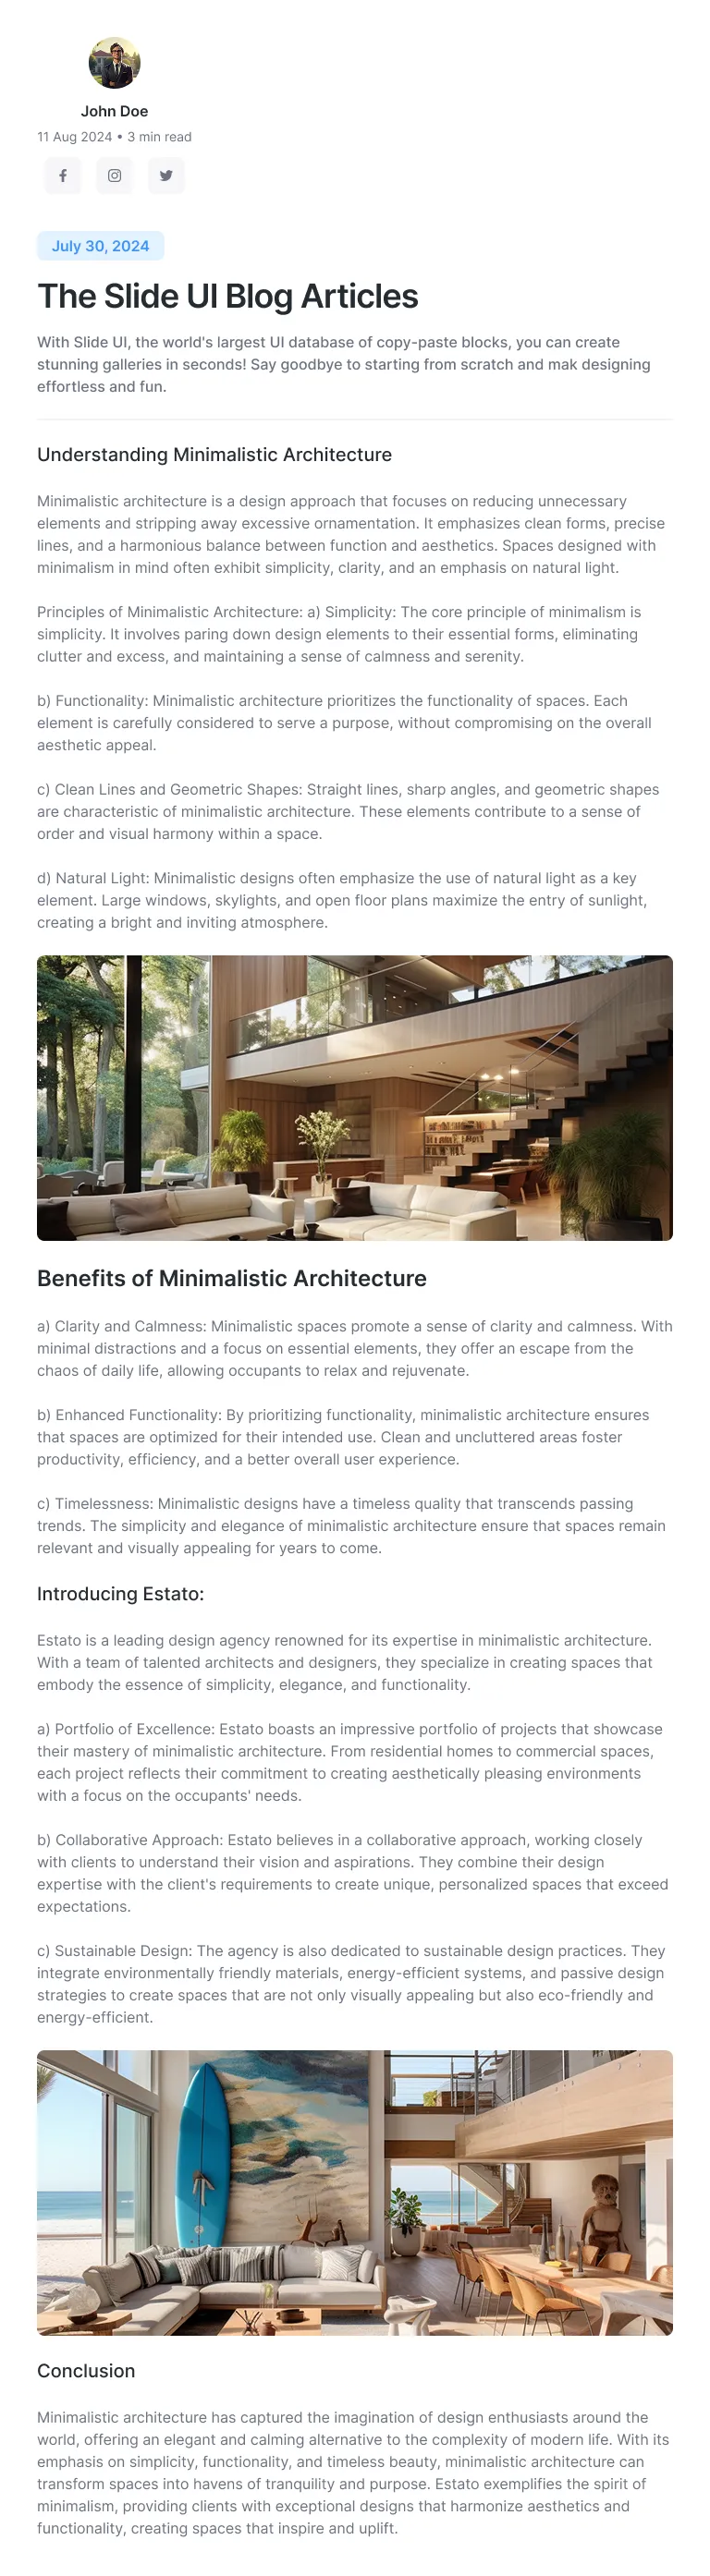 John Doe
11 Aug 2024 • 3 min read
July 30, 2024
The Slide UI Blog Articles
With Slide UI, the world's largest UI database of copy-paste blocks, you can create
stunning galleries in seconds! Say goodbye to starting from scratch and mak designing
effortless and fun.
Understanding Minimalistic Architecture
Minimalistic architecture is a design approach that focuses on reducing unnecessary
elements and stripping away excessive ornamentation. It emphasizes clean forms, precise
lines, and a harmonious balance between function and aesthetics. Spaces designed with
minimalism in mind often exhibit simplicity, clarity, and an emphasis on natural light.
Principles of Minimalistic Architecture: a) Simplicity: The core principle of minimalism is
simplicity. It involves paring down design elements to their essential forms, eliminating
clutter and excess, and maintaining a sense of calmness and serenity.
b) Functionality: Minimalistic architecture prioritizes the functionality of spaces. Each
element is carefully considered to serve a purpose, without compromising on the overall
aesthetic appeal.
c) Clean Lines and Geometric Shapes: Straight lines, sharp angles, and geometric shapes
are characteristic of minimalistic architecture. These elements contribute to a sense of
order and visual harmony within a space.
d) Natural Light: Minimalistic designs often emphasize the use of natural light as a key
element. Large windows, skylights, and open floor plans maximize the entry of sunlight,
creating a bright and inviting atmosphere.
Benefits of Minimalistic Architecture
a) Clarity and Calmness: Minimalistic spaces promote a sense of clarity and calmness. With
minimal distractions and a focus on essential elements, they offer an escape from the
chaos of daily life, allowing occupants to relax and rejuvenate.
b) Enhanced Functionality: By prioritizing functionality, minimalistic architecture ensures
that spaces are optimized for their intended use. Clean and uncluttered areas foster
productivity, efficiency, and a better overall user experience.
c) Timelessness: Minimalistic designs have a timeless quality that transcends passing
trends. The simplicity and elegance of minimalistic architecture ensure that spaces remain
relevant and visually appealing for years to come.
Introducing Estato:
Estato is a leading design agency renowned for its expertise in minimalistic architecture.
With a team of talented architects and designers, they specialize in creating spaces that
embody the essence of simplicity, elegance, and functionality.
a) Portfolio of Excellence: Estato boasts an impressive portfolio of projects that showcase
their mastery of minimalistic architecture. From residential homes to commercial spaces,
each project reflects their commitment to creating aesthetically pleasing environments
with a focus on the occupants' needs.
b) Collaborative Approach: Estato believes in a collaborative approach, working closely
with clients to understand their vision and aspirations. They combine their design
expertise with the client's requirements to create unique, personalized spaces that exceed
expectations.
c) Sustainable Design: The agency is also dedicated to sustainable design practices. They
integrate environmentally friendly materials, energy-efficient systems, and passive design
strategies to create spaces that are not only visually appealing but also eco-friendly and
energy-efficient.
Conclusion
Minimalistic architecture has captured the imagination of design enthusiasts around the
world, offering an elegant and calming alternative to the complexity of modern life. With its
emphasis on simplicity, functionality, and timeless beauty, minimalistic architecture can
transform spaces into havens of tranquility and purpose. Estato exemplifies the spirit of
minimalism, providing clients with exceptional designs that harmonize aesthetics and
functionality, creating spaces that inspire and uplift.